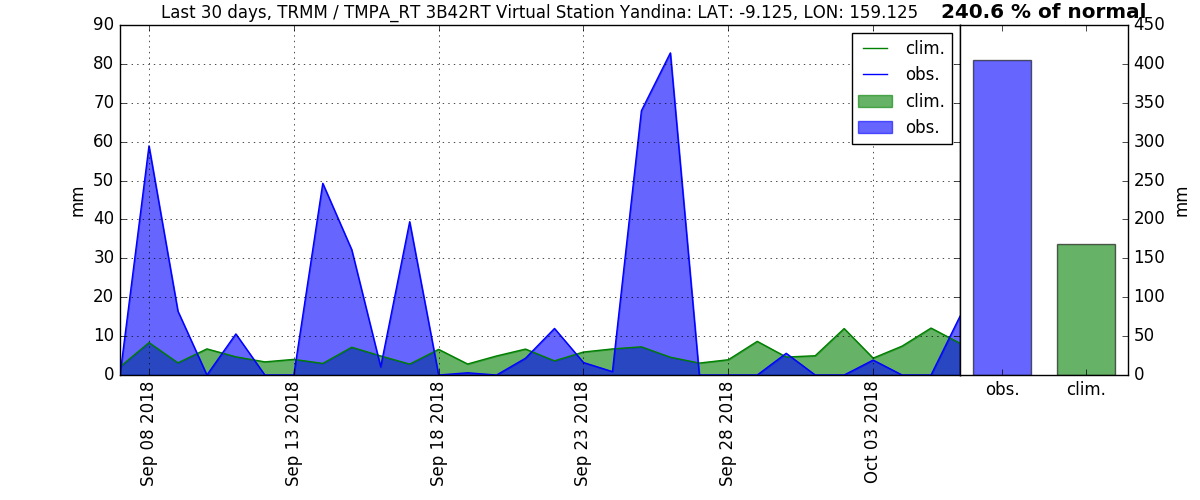 Last 30 days, TRMM / TMPA_RT 3B42RT Virtual Station Yandina: LAT: -9.125, LON: 159.125
240.6 % of normal
90
80
70
60
50
40
30
20
10
0
mm
clim.
obs.
clim.
obs.
Sep 08 2018
Sep 13 2018
Sep 18 2018
Sep 23 2018
Sep 28 2018
Oct 03 2018
450
400
350
300
250
200
150
100
50
0
mm
obs.
clim.